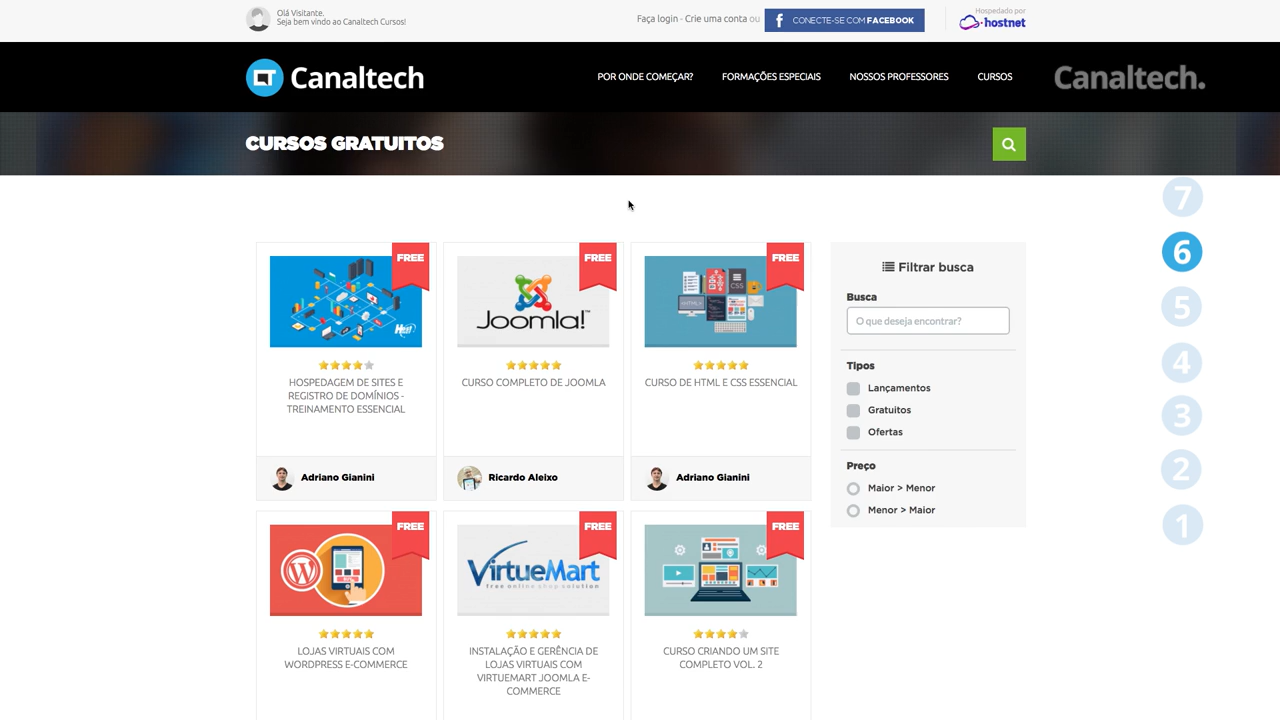 Olá Visitante.
Seja bem vindo ao Canaltech Cursos!
Faça login - Crie uma conta ou
f CONECTE-SE COM FACEBOOK
Hospedado por
hostnet
Canaltech
POR ONDE COMEÇAR?
FORMAÇÕES ESPECIAIS
NOSSOS PROFESSORES
CURSOS
Canaltech.
CURSOS GRATUITOS
7
6
5
4
3
2
1
FREE
HOSPEDAGEM DE SITES E
REGISTRO DE DOMÍNIOS -
TREINAMENTO ESSENCIAL
Adriano Gianini
FREE
Joomla!™
CURSO COMPLETO DE JOOMLA
Ricardo Aleixo
FREE
HTML
CSS
CURSO DE HTML E CSS ESSENCIAL
Adriano Gianini
Filtrar busca
Busca
O que deseja encontrar?
Tipos
Lançamentos
Gratuitos
Ofertas
Preço
Maior > Menor
Menor > Maior
FREE
LOJAS VIRTUAIS COM
WORDPRESS E-COMMERCE
FREE
VirtueMart
free online shop solution
INSTALAÇÃO E GERÊNCIA DE
LOJAS VIRTUAIS COM
VIRTUEMART JOOMLA E-
COMMERCE
FREE
CURSO CRIANDO UM SITE
COMPLETO VOL. 2